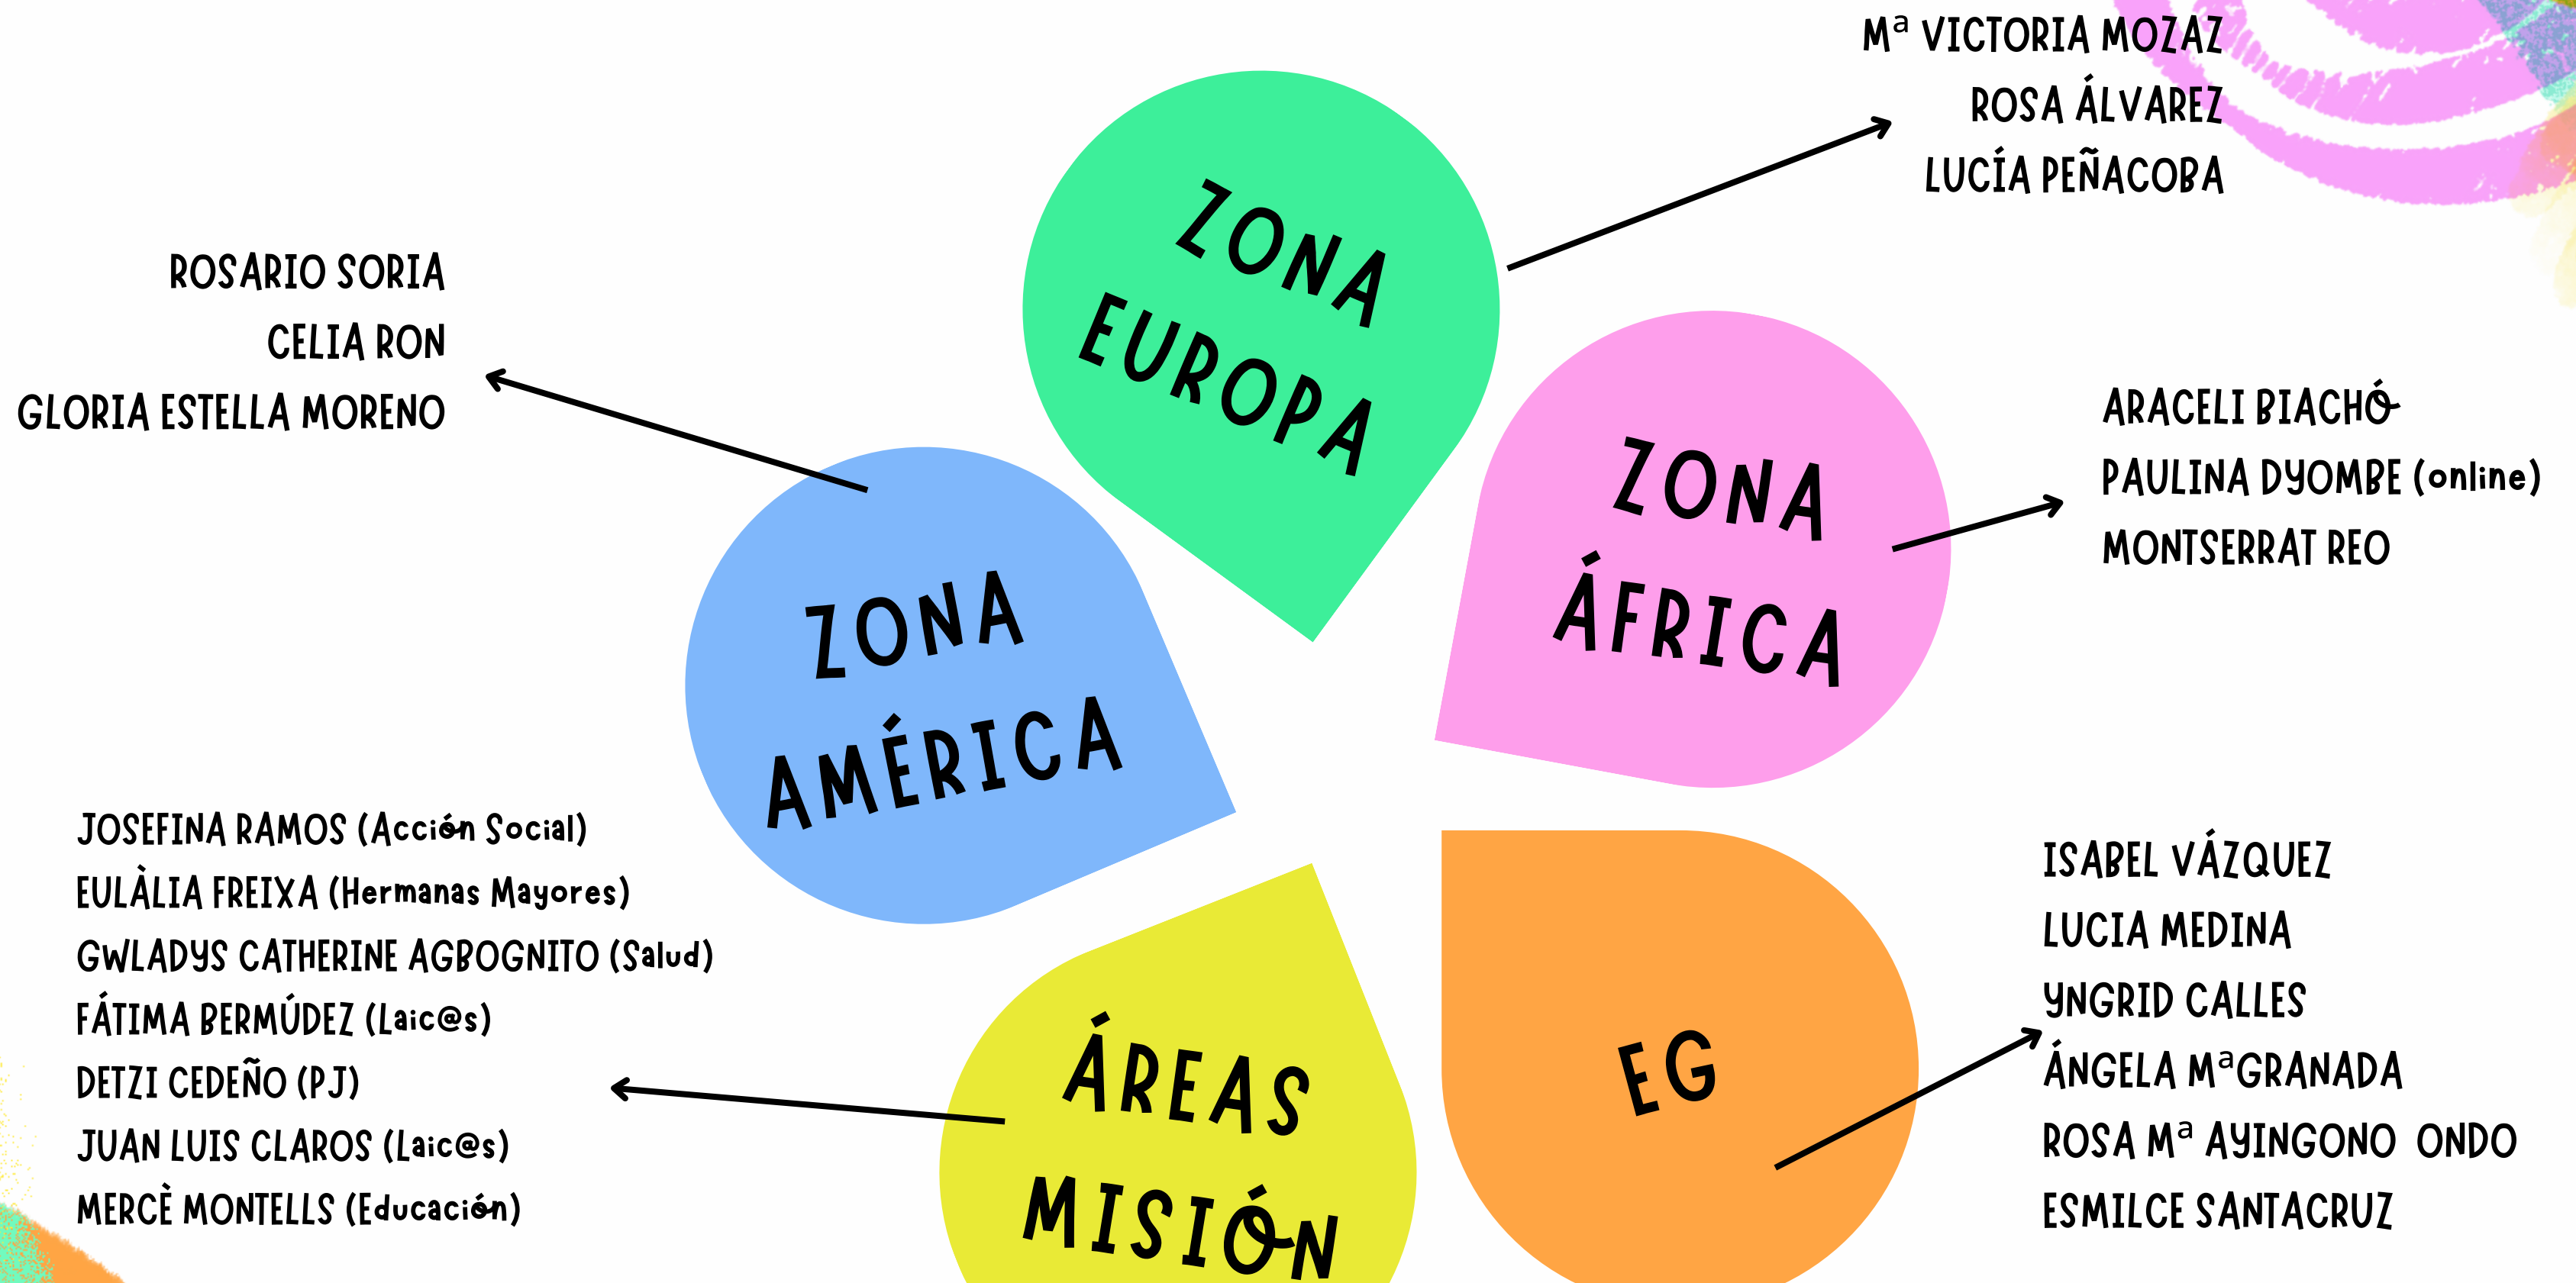 Mª VICTORIA MOZAZ
ROSA ÁLVAREZ
LUCÍA PEÑACOBA
ZONA
EUROPA
ROSARIO SORIA
CELIA RON
GLORIA ESTELLA MORENO
ZONA
AMÉRICA
ZONA
ÁFRICA
ARACELI BIACHÓ
PAULINA DYOMBE (online)
MONTSERRAT REO
JOSEFINA RAMOS (Acción Social)
EULÀLIA FREIXA (Hermanas Mayores)
GWLADYS CATHERINE AGBOGNITO (Salud)
FÁTIMA BERMÚDEZ (Laic@s)
DETZI CEDEÑO (PJ)
JUAN LUIS CLAROS (Laic@s)
MERCÈ MONTELLS (Educación)
ÁREAS
MISIÓN
EG
ISABEL VÁZQUEZ
LUCIA MEDINA
YNGRID CALLES
ÁNGELA MªGRANADA
ROSA Mª AYINGONO ONDO
ESMILCE SANTACRUZ